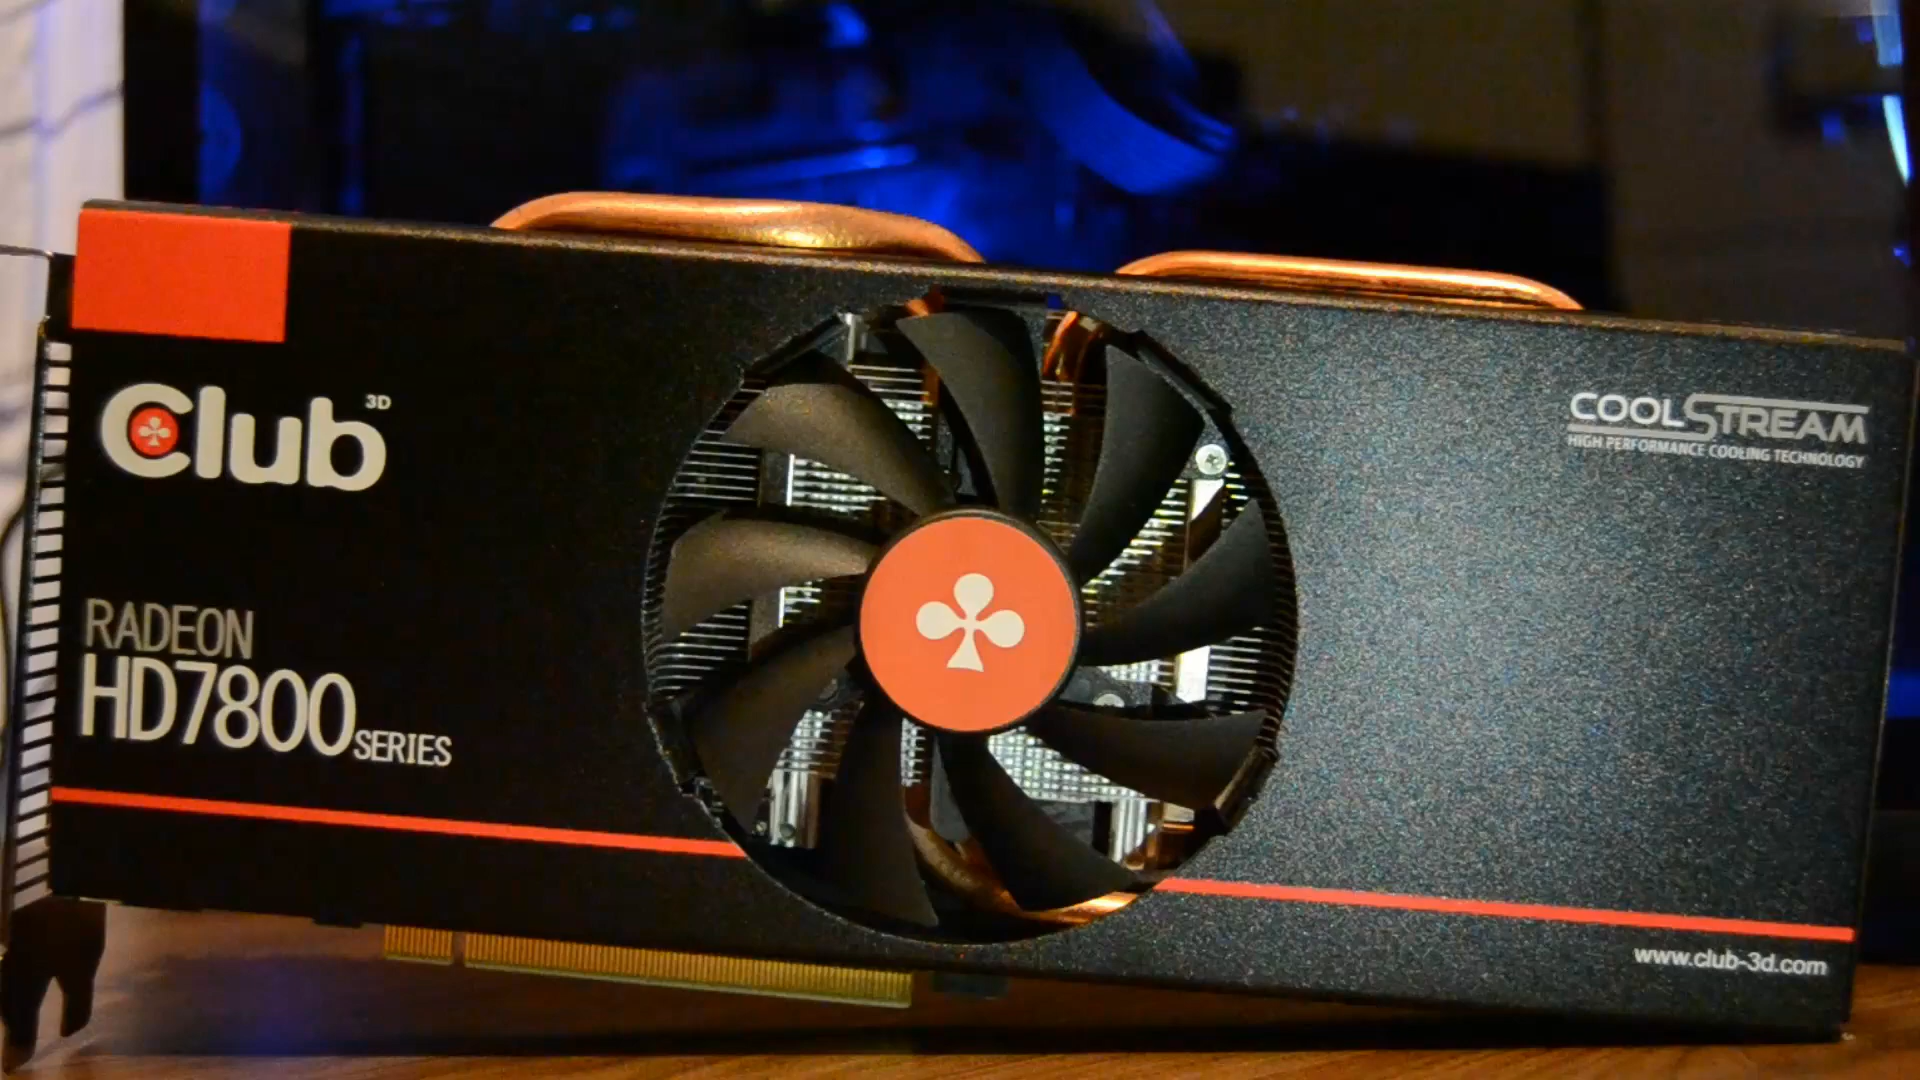 Club 3D
RADEON
HD7800 SERIES
COOLSTREAM
HIGH PERFORMANCE COOLING TECHNOLOGY
www.club-3d.com